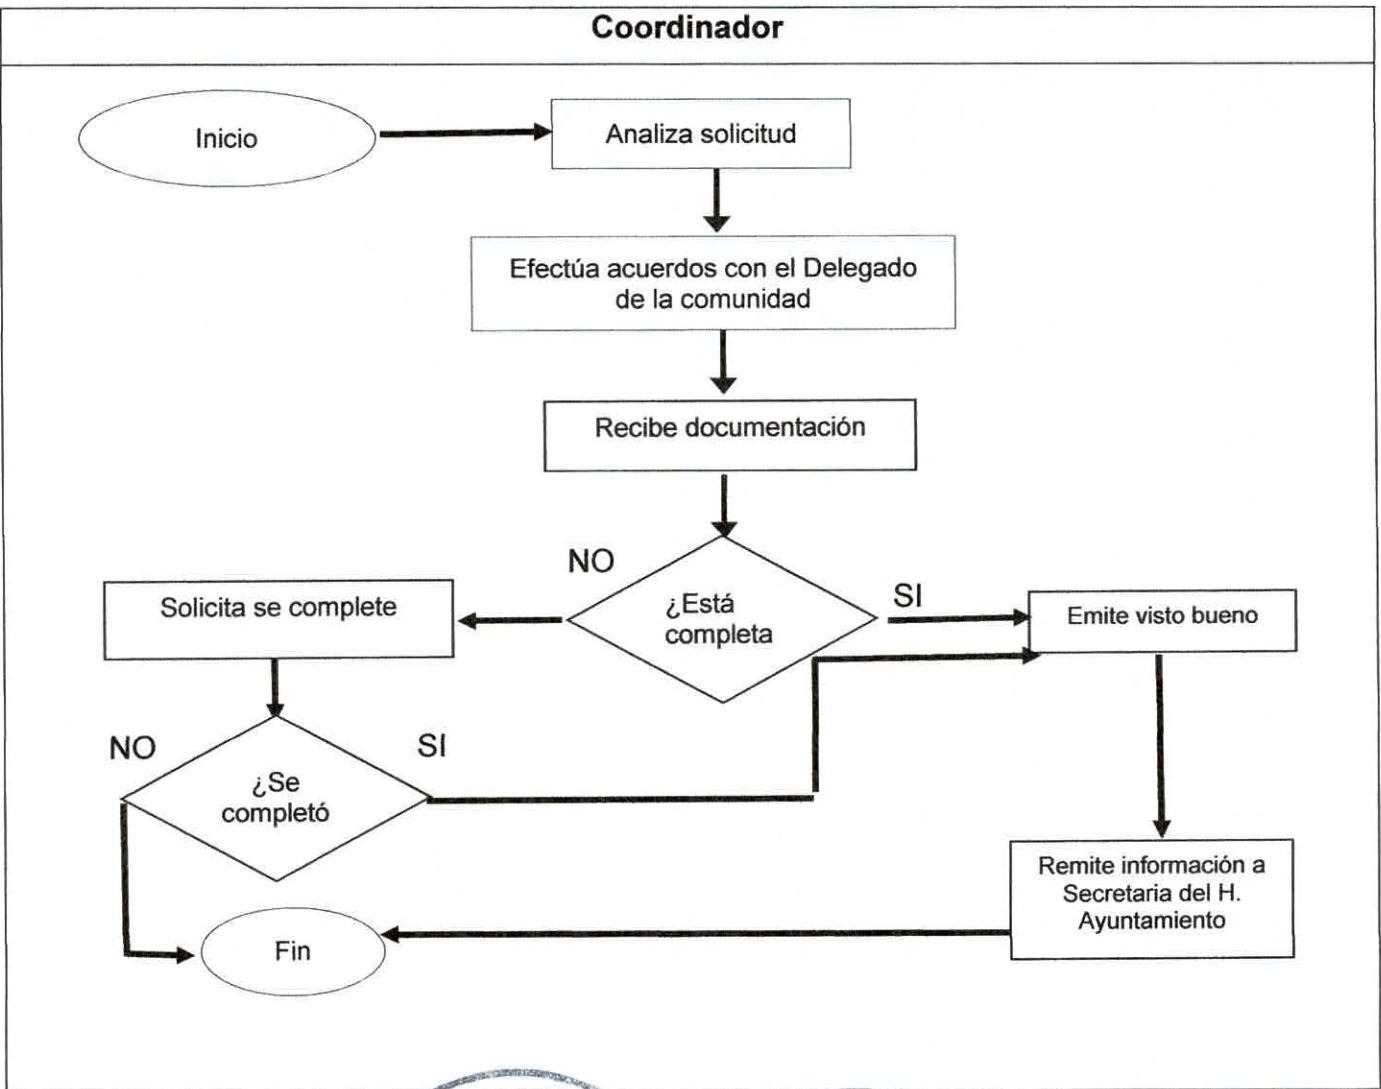 Coordinador
Inicio
Analiza solicitud
Efectúa acuerdos con el Delegado
de la comunidad
Recibe documentación
NO
¿Está
completa
SI
Solicita se complete
Emite visto bueno
NO
SI
¿Se
completó
Remite información a
Secretaria del H.
Ayuntamiento
Fin